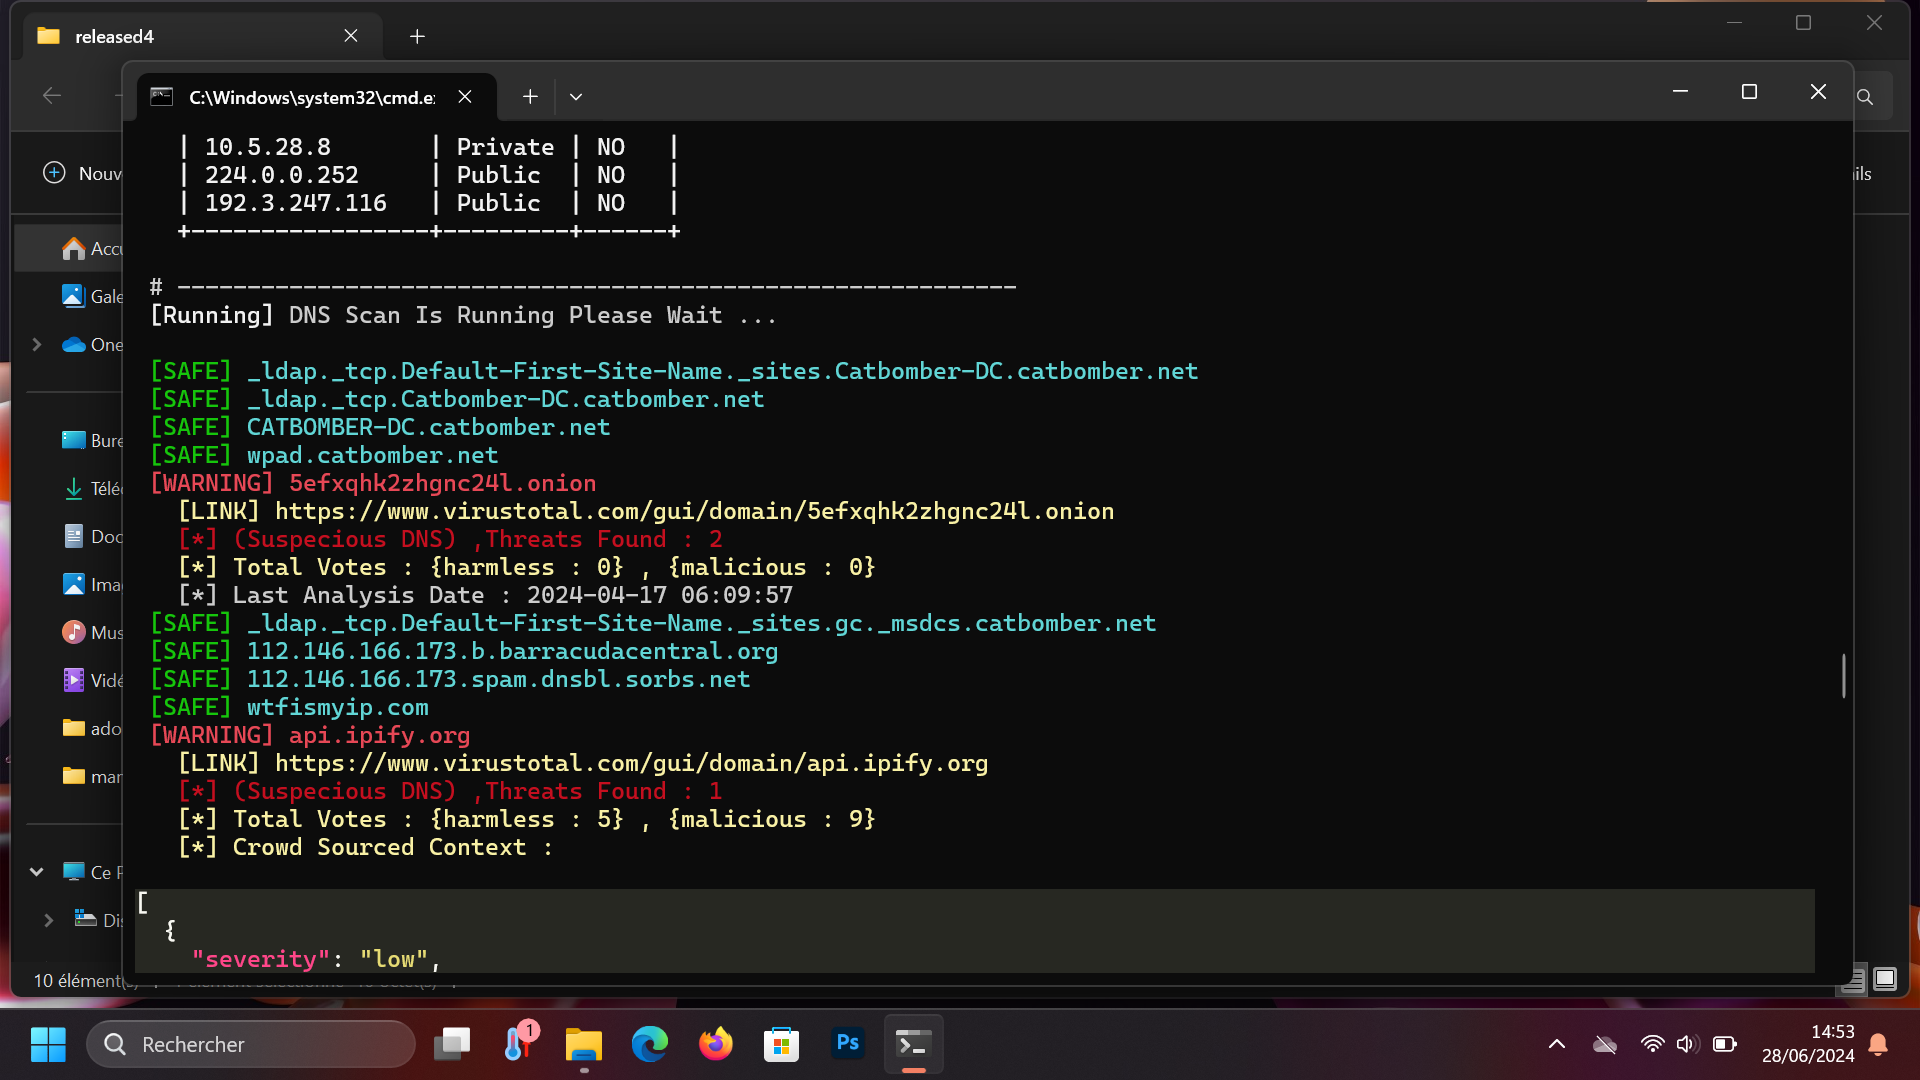 released4
C:\Windows\system32\cmd.e
| 10.5.28.8 | Private | NO |
| 224.0.0.252 | Public | NO |
| 192.3.247.116 | Public | NO |
+-----------------+---------+------+
# ------------------------------------------------------------
[Running] DNS Scan Is Running Please Wait ...
[SAFE] _ldap._tcp.Default-First-Site-Name._sites.Catbomber-DC.catbomber.net
[SAFE] _ldap._tcp.Catbomber-DC.catbomber.net
[SAFE] CATBOMBER-DC.catbomber.net
[SAFE] wpad.catbomber.net
[WARNING] 5efxqhk2zhgnc24l.onion
[LINK] https://www.virustotal.com/gui/domain/5efxqhk2zhgnc24l.onion
[*] (Suspecious DNS) ,Threats Found : 2
[*] Total Votes : {harmless : 0} , {malicious : 0}
[*] Last Analysis Date : 2024-04-17 06:09:57
[SAFE] _ldap._tcp.Default-First-Site-Name._sites.gc._msdcs.catbomber.net
[SAFE] 112.146.166.173.b.barracudacentral.org
[SAFE] 112.146.166.173.spam.dnsbl.sorbs.net
[SAFE] wtfismyip.com
[WARNING] api.ipify.org
[LINK] https://www.virustotal.com/gui/domain/api.ipify.org
[*] (Suspecious DNS) ,Threats Found : 1
[*] Total Votes : {harmless : 5} , {malicious : 9}
[*] Crowd Sourced Context :
[
{
"severity": "low",
Nouv
ils
Accu
Gale
One
Bure
Téléc
Doc
Ima
Mus
Vidé
ado
mar
Ce P
Dis
10 élément(s)
Rechercher
1
Ps
14:53
28/06/2024